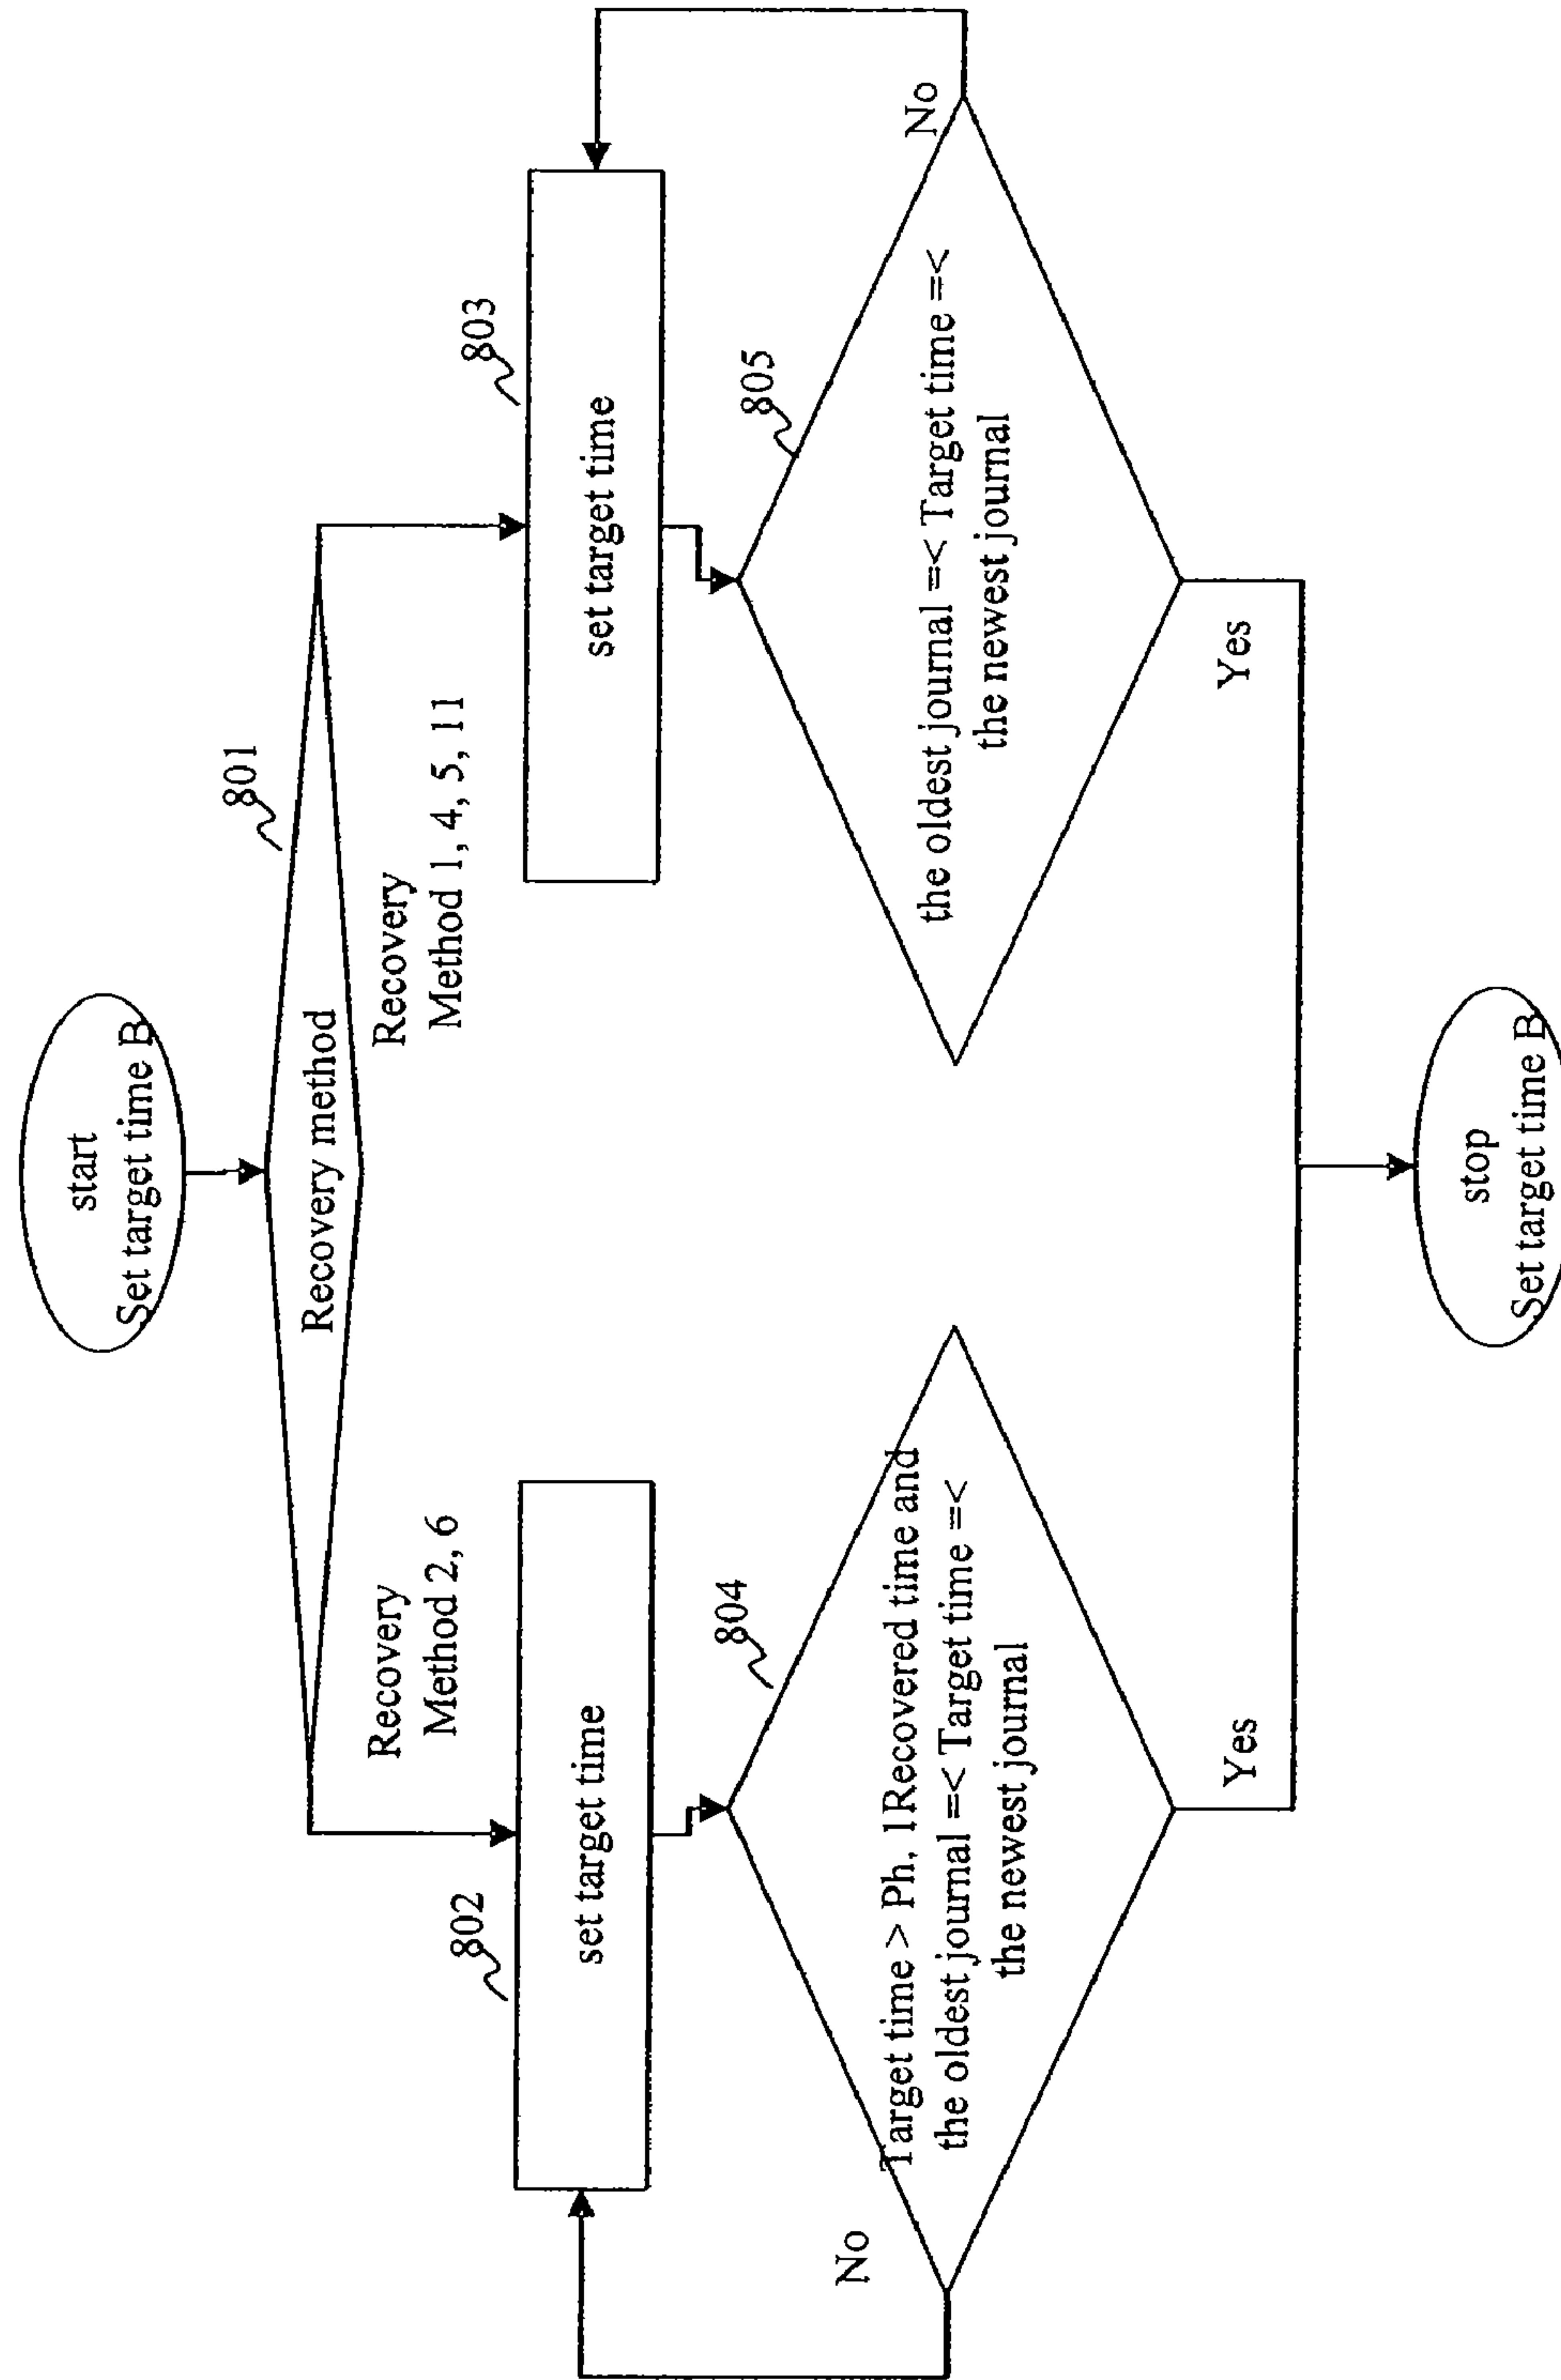 start
Set target time B
801
Recovery method
Recovery
Method 2, 6
Recovery
Method 1, 4, 5, 11
802
set target time
803
set target time
804
Target time > Ph, 1Recovered time and
the oldest journal =< Target time =<
the newest journal
805
the oldest journal =< Target time =<
the newest journal
No
No
Yes
Yes
stop
Set target time B